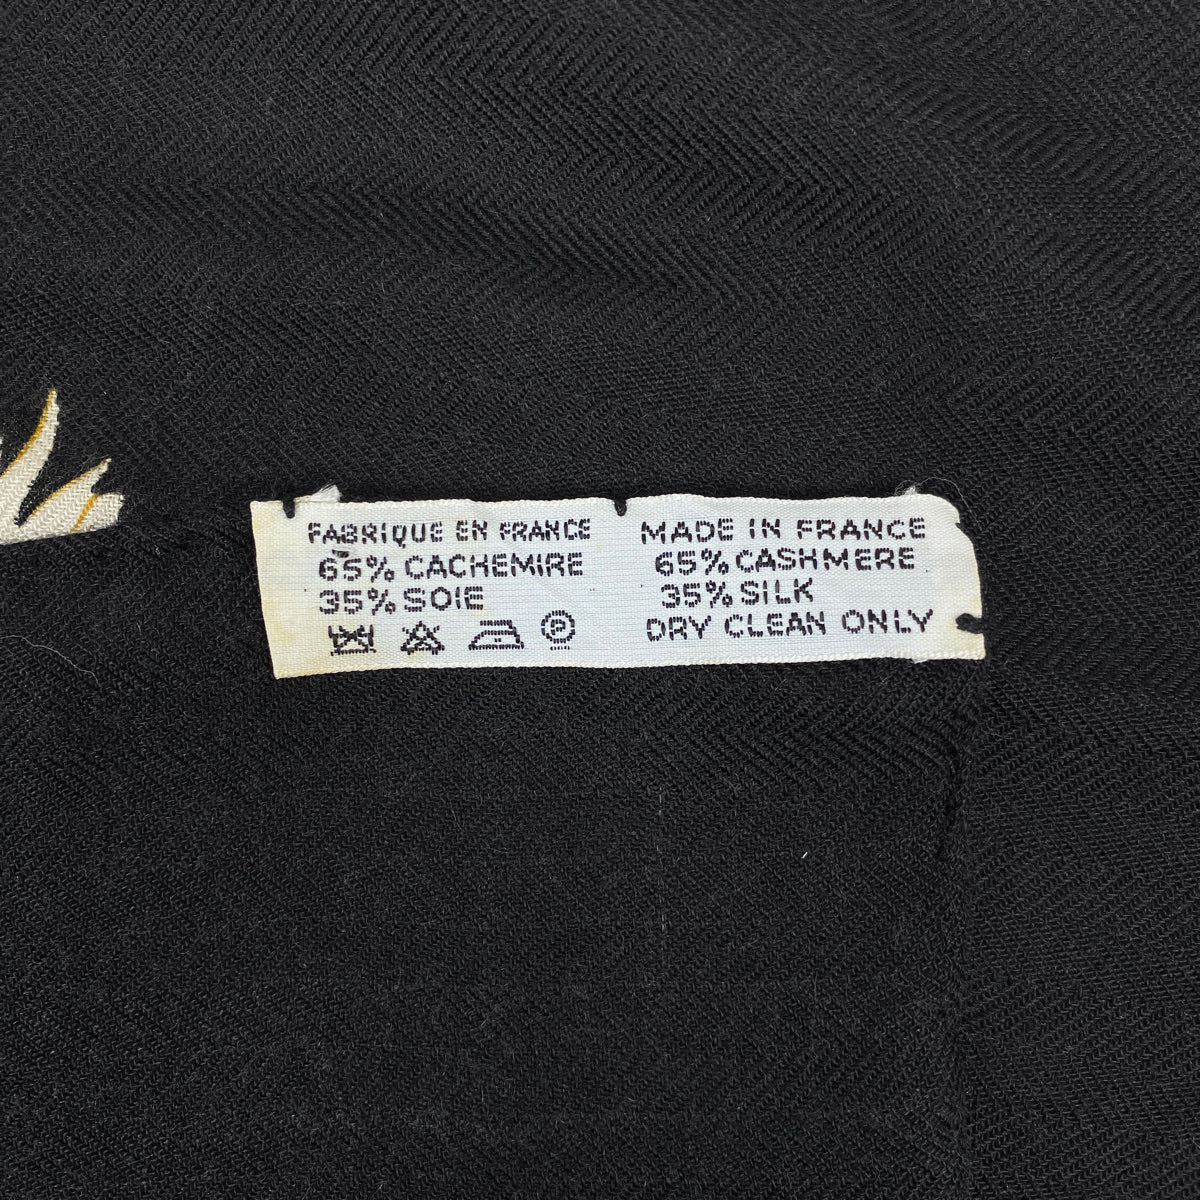 FABRIQUE EN FRANCE
65% CACHEMIRE
35% SOIE
P
MADE IN FRANCE
65% CASHMERE
35% SILK
DRY CLEAN ONLY